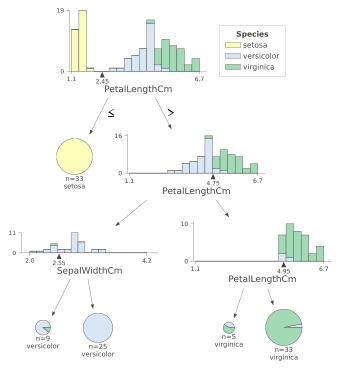 19
0
1.1
2.45
6.7
PetalLengthCm
Species
setosa
versicolor
virginica
≤
>
n=33
setosa
16
0
1.1
4.75
6.7
PetalLengthCm
11
0
2.0
2.55
4.2
SepalWidthCm
10
0
1.1
4.95
6.7
PetalLengthCm
n=9
versicolor
n=25
versicolor
n=5
virginica
n=33
virginica